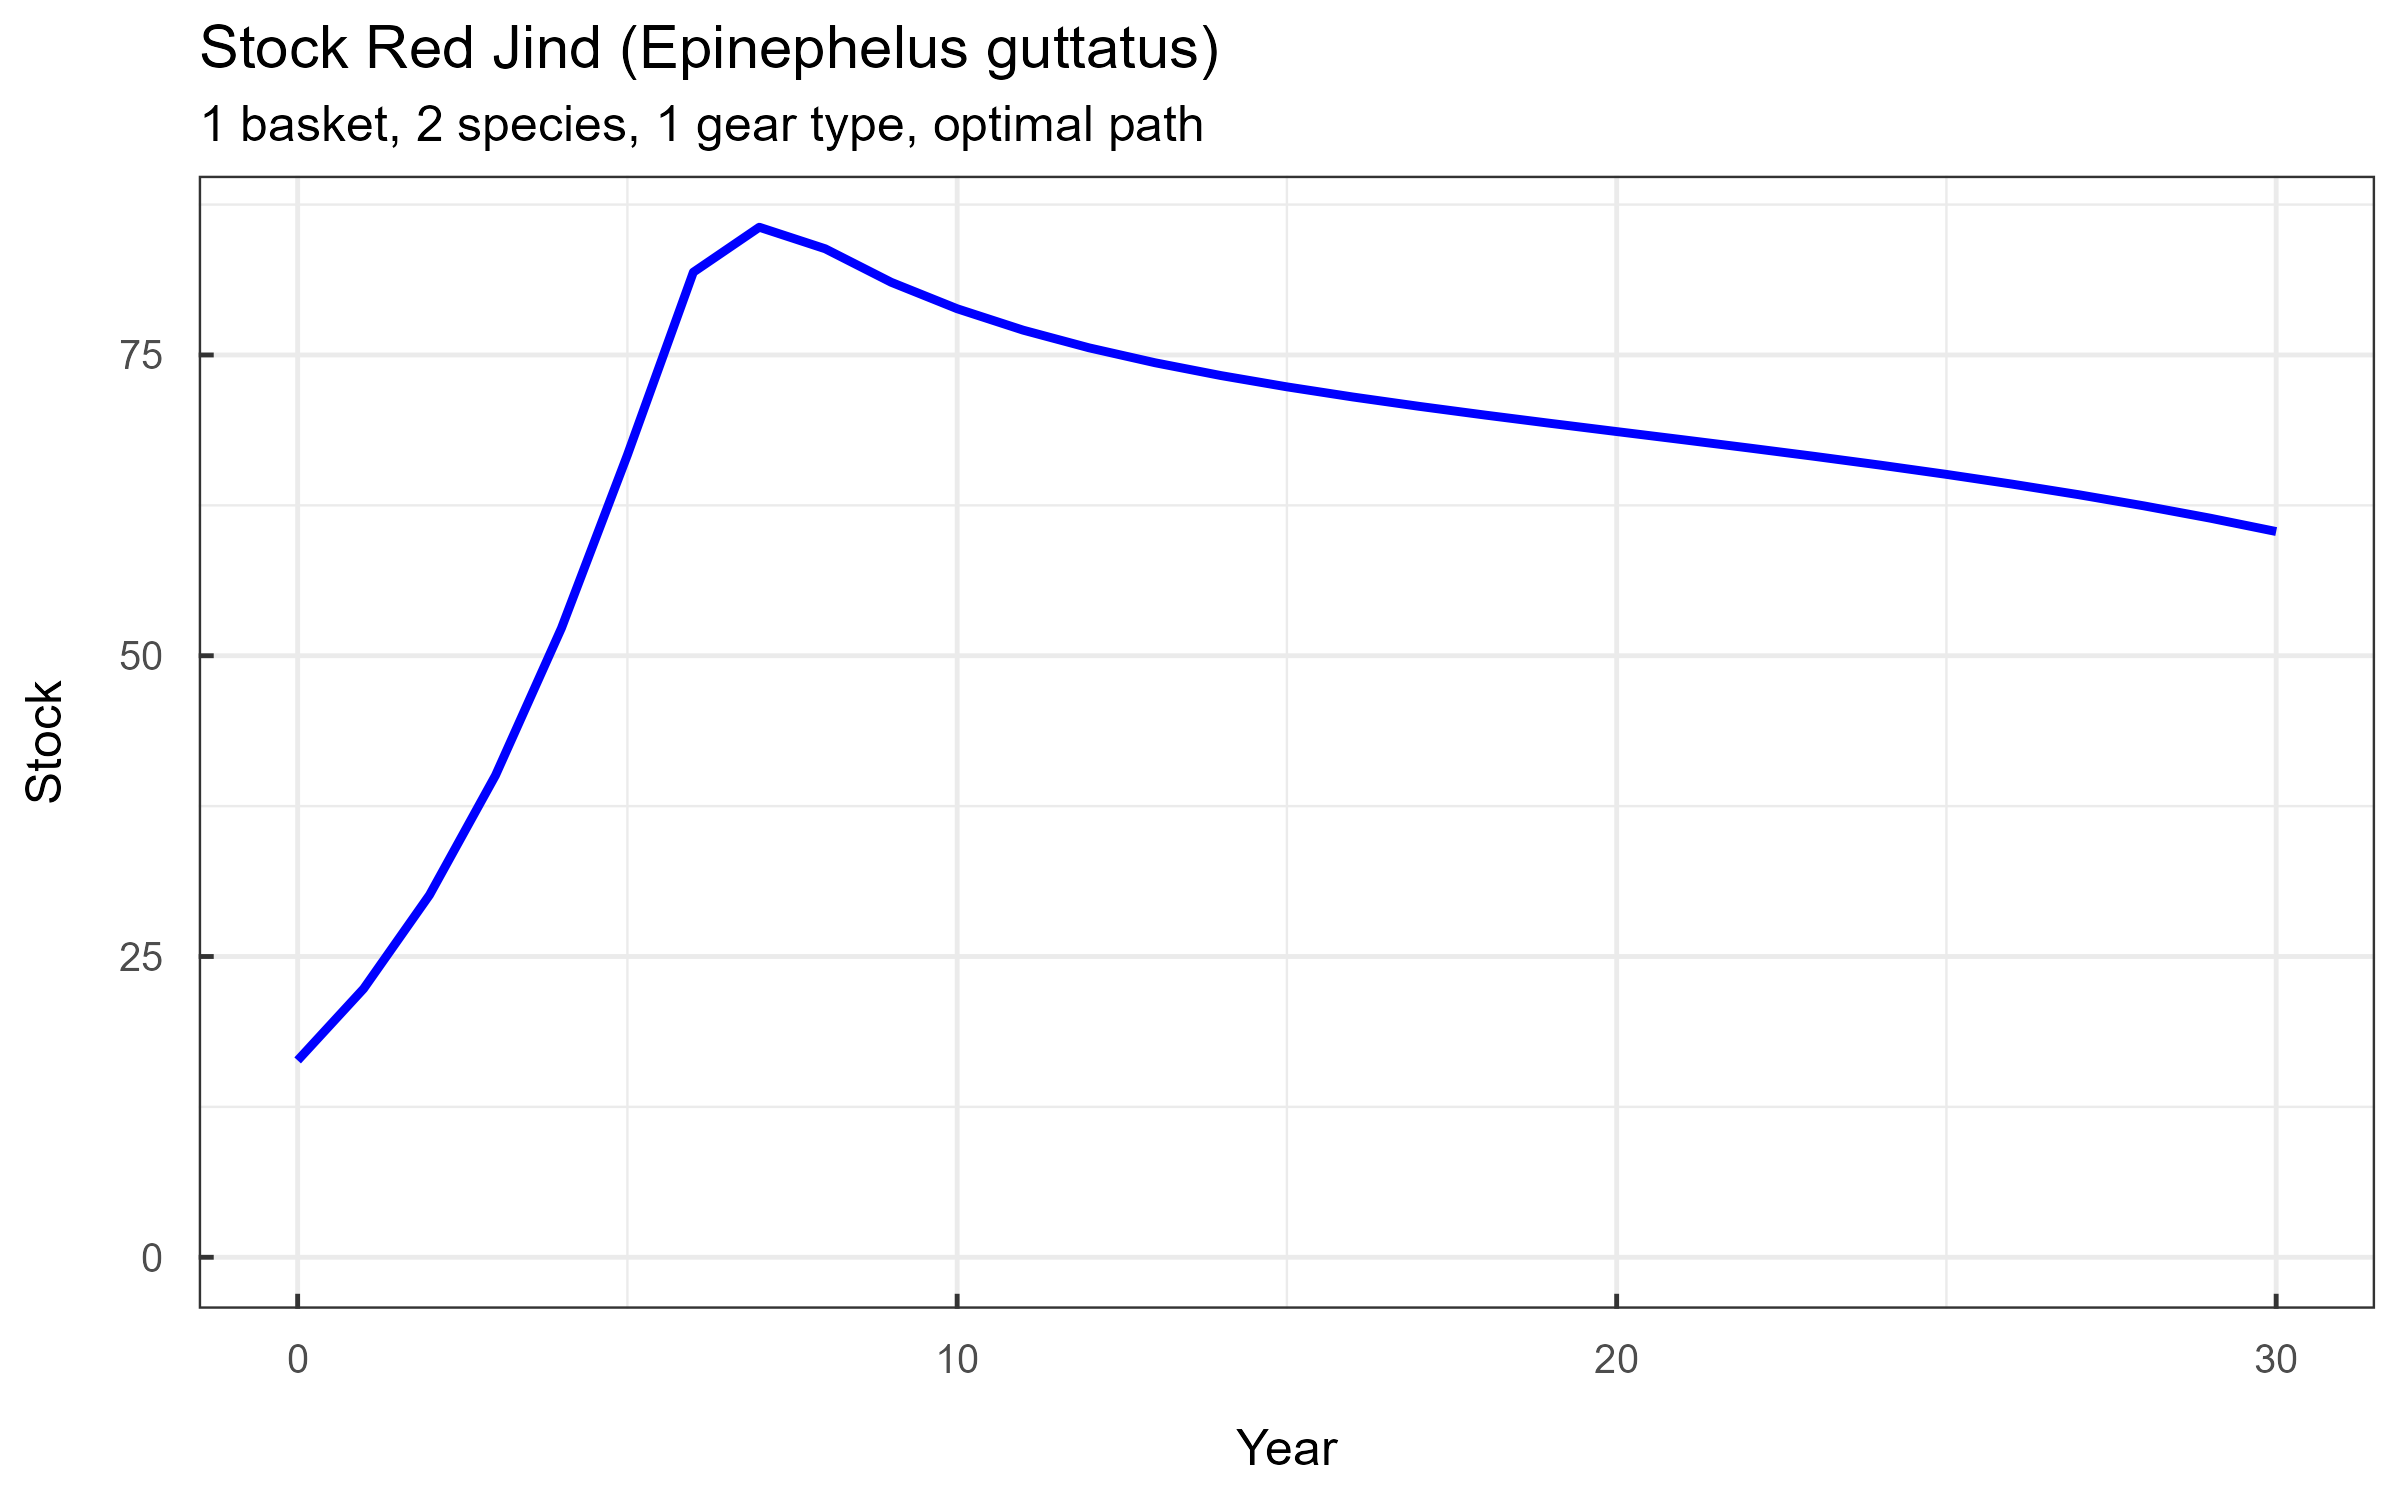 Stock Red Jind (Epinephelus guttatus)
1 basket, 2 species, 1 gear type, optimal path
Stock
75
50
25
0
0 10 20 30
Year